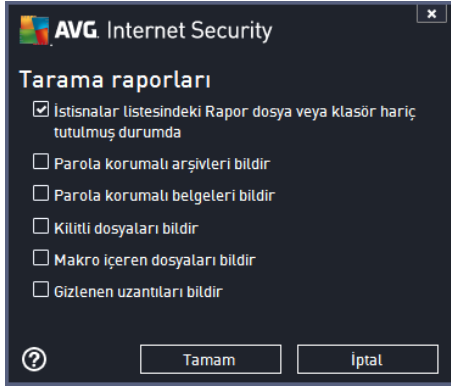 AVG. Internet Security
Tarama raporları
İstisnalar listesindeki Rapor dosya veya klasör hariç
tutulmuş durumda
Parola korumalı arşivleri bildir
Parola korumalı belgeleri bildir
Kilitli dosyaları bildir
Makro içeren dosyaları bildir
Gizlenen uzantıları bildir
? Tamam İptal